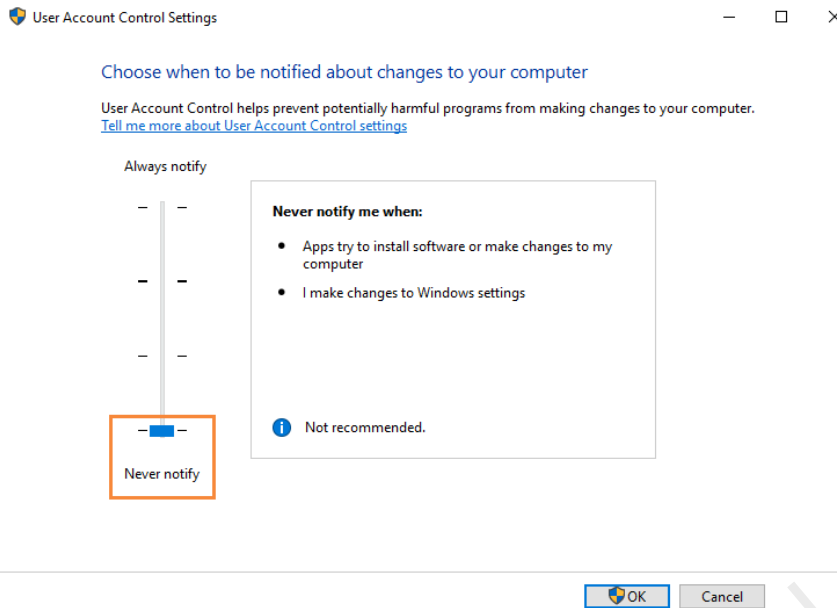 User Account Control Settings
Choose when to be notified about changes to your computer
User Account Control helps prevent potentially harmful programs from making changes to your computer.
Tell me more about User Account Control settings
Always notify
Never notify me when:
Apps try to install software or make changes to my
computer
I make changes to Windows settings
Not recommended.
Never notify
OK
Cancel